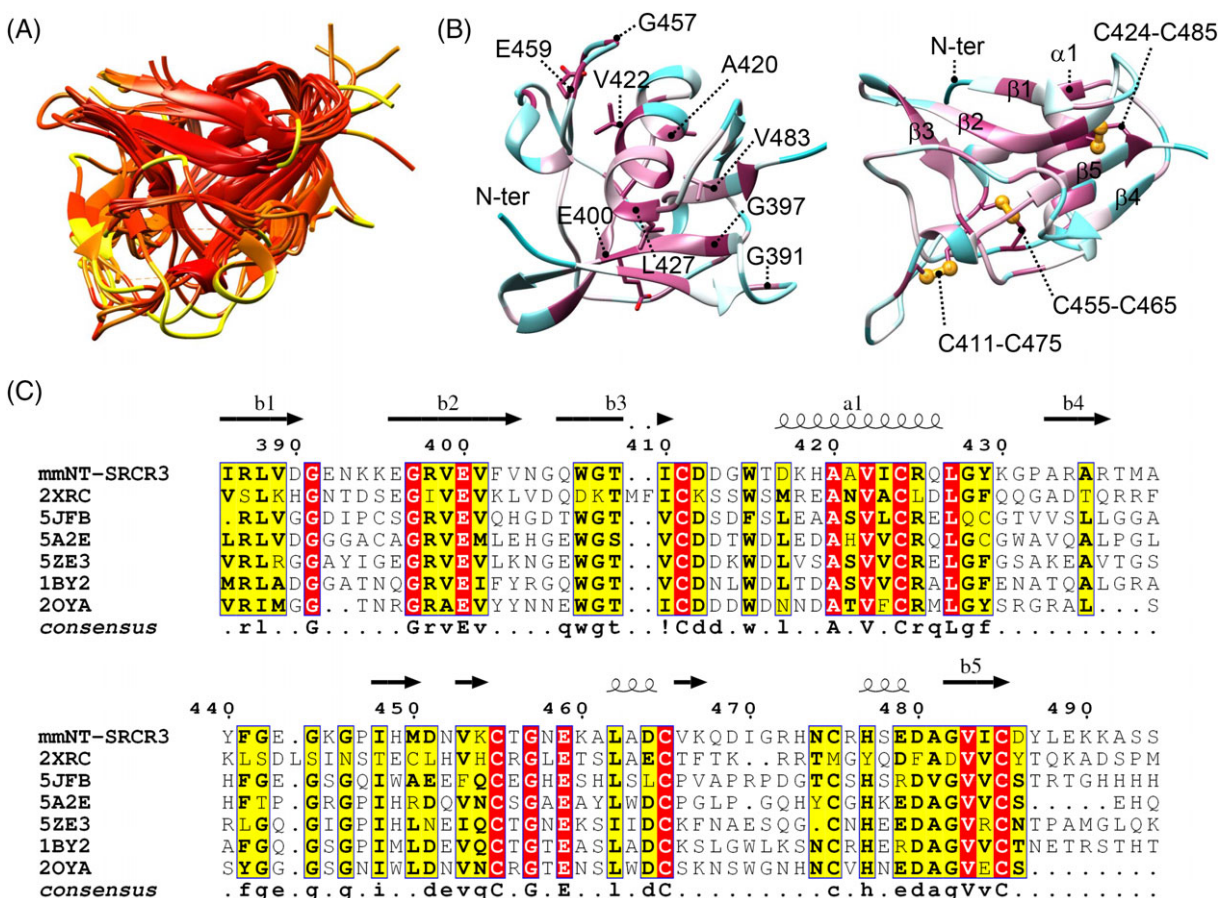 (A)
(B)
G457
E459
V422
A420
V483
N-ter
E400
G397
L427
G391
C424-C485
N-ter
α1
β1
β3
β2
β5
β4
C455-C465
C411-C475
(C)
b1 b2 b3 .. a1 b4
390 400 410 420 430
mmNT-SRCR3 IRLVDGENKKEGRVEVFVNGQWGT..ICDDGWTDKHAAVICRQLGYKGPARARTMA
2XRC VSLKHGNTDSEGIVEVKLVDQDKTMFICKSSWSMREANVACLDLGFQQGADTQRRF
5JFB .RLVGGDIPCSGRVEVQHGDTWGT..VCDSDFSLEAASVLCRELQCGTVVSLLGGA
5A2E LRLVDGGGACAGRVEMLEHGEWGS..VCDDKWDLEDAHVVCRQLGCGWAVQALPGL
5ZE3 VRLRGGAYIGEGRVEVLKNGEWGT..VCDDKWDLVSASVVCRELGFGSAKEAVTGS
1BY2 MRLADGGATNQGRVEIFYRGQWGT..VCDNLWDLTDASVVCRALGFENATQALGRA
2OYA VRIMGG..TNRGRAEVYYNNEWGT..ICDDDWDNNDATVFCRMLGYSRGRAL...S
consensus .rl..G.....GrvEv....qwgt..!Cdd.w.l..A.V.CrqLgf..........
b5
440 450 460 470 480 490
mmNT-SRCR3 YFGE.GKGPIHMDNVKCTGNEKALADCVKQDIGRHNCRHSEDAGVICDYLEKKASS
2XRC KLSDLSINSTECLHVHCRGLETSLAECTFTK.RRTMGYQDFADVVCYTQKADSPM
5JFB HFGE.GSGQIWAEEFQCEGHESHLSLCPVAPRPDGTCSHSRDVGVVCSTRTGHHHH
5A2E HFTP.GRGPIHRDQVNCSGAEAYLWDCPGLP.GQHYCGHKEDAGVVCS.....EHQ
5ZE3 RLGQ.GIGPIHLNEIQCTGNEKSIIDCKFNAESQG.CNHEEDAGVRCNTPAMGLQK
1BY2 AFGQ.GSGPIMLDEVQCTGTEASLADCKSLGWLKSNCRHERDAGVVCTNETRSTHT
2OYA SYGG.GSGNIWLDNVNCRGTENSLWDCSKNSWGNHNCVHNEDAGVECS........
consensus .fge.g.g.i..devqC.G.E..l.dC.........c.h.edagVvC.........